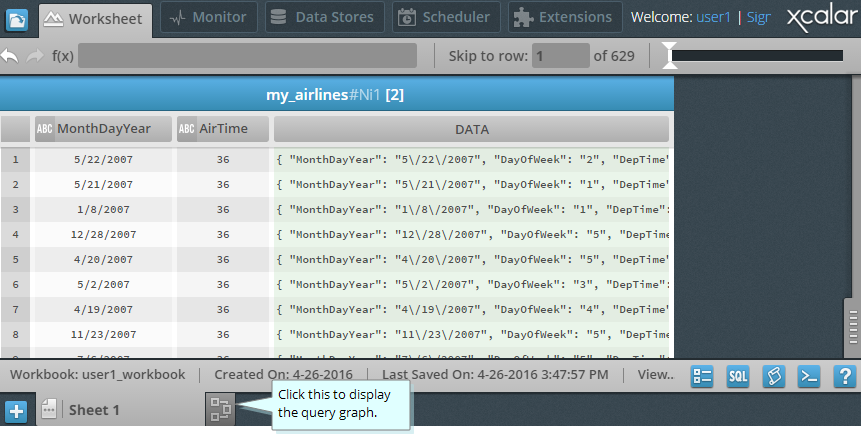 Worksheet Monitor Data Stores Scheduler Extensions Welcome: user1 | Sigr xcalar
f(x) Skip to row: 1 of 629
my_airlines#Ni1 [2]
ABC MonthDayYear ABC AirTime DATA
1 5/22/2007 36 { "MonthDayYear": "5\/22\/2007", "DayOfWeek": "2", "DepTime"
2 5/21/2007 36 { "MonthDayYear": "5\/21\/2007", "DayOfWeek": "1", "DepTime"
3 1/8/2007 36 { "MonthDayYear": "1\/8\/2007", "DayOfWeek": "1", "DepTime":
4 12/28/2007 36 { "MonthDayYear": "12\/28\/2007", "DayOfWeek": "5", "DepTime
5 4/20/2007 36 { "MonthDayYear": "4\/20\/2007", "DayOfWeek": "5", "DepTime"
6 5/2/2007 36 { "MonthDayYear": "5\/2\/2007", "DayOfWeek": "3", "DepTime":
7 4/19/2007 36 { "MonthDayYear": "4\/19\/2007", "DayOfWeek": "4", "DepTime"
8 11/23/2007 36 { "MonthDayYear": "11\/23\/2007", "DayOfWeek": "5", "DepTime
Workbook: user1_workbook Created On: 4-26-2016 Last Saved On: 4-26-2016 3:47:57 PM View.. SQL ?
Click this to display
the query graph.
Sheet 1